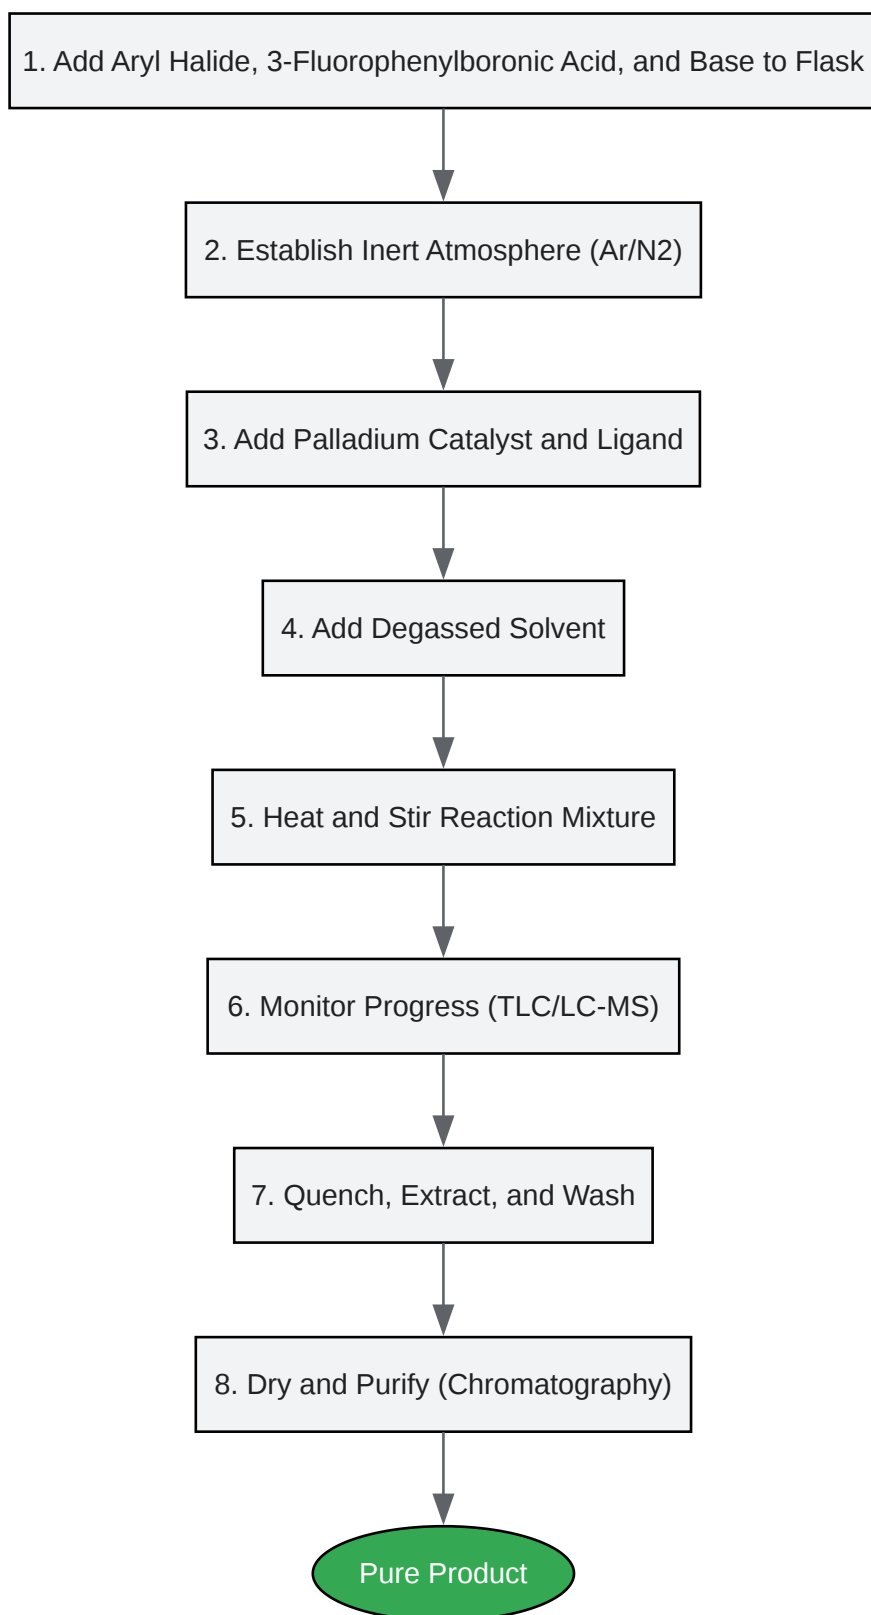 1. Add Aryl Halide, 3-Fluorophenylboronic Acid, and Base to Flask
2. Establish Inert Atmosphere (Ar/N2)
3. Add Palladium Catalyst and Ligand
4. Add Degassed Solvent
5. Heat and Stir Reaction Mixture
6. Monitor Progress (TLC/LC-MS)
7. Quench, Extract, and Wash
8. Dry and Purify (Chromatography)
Pure Product